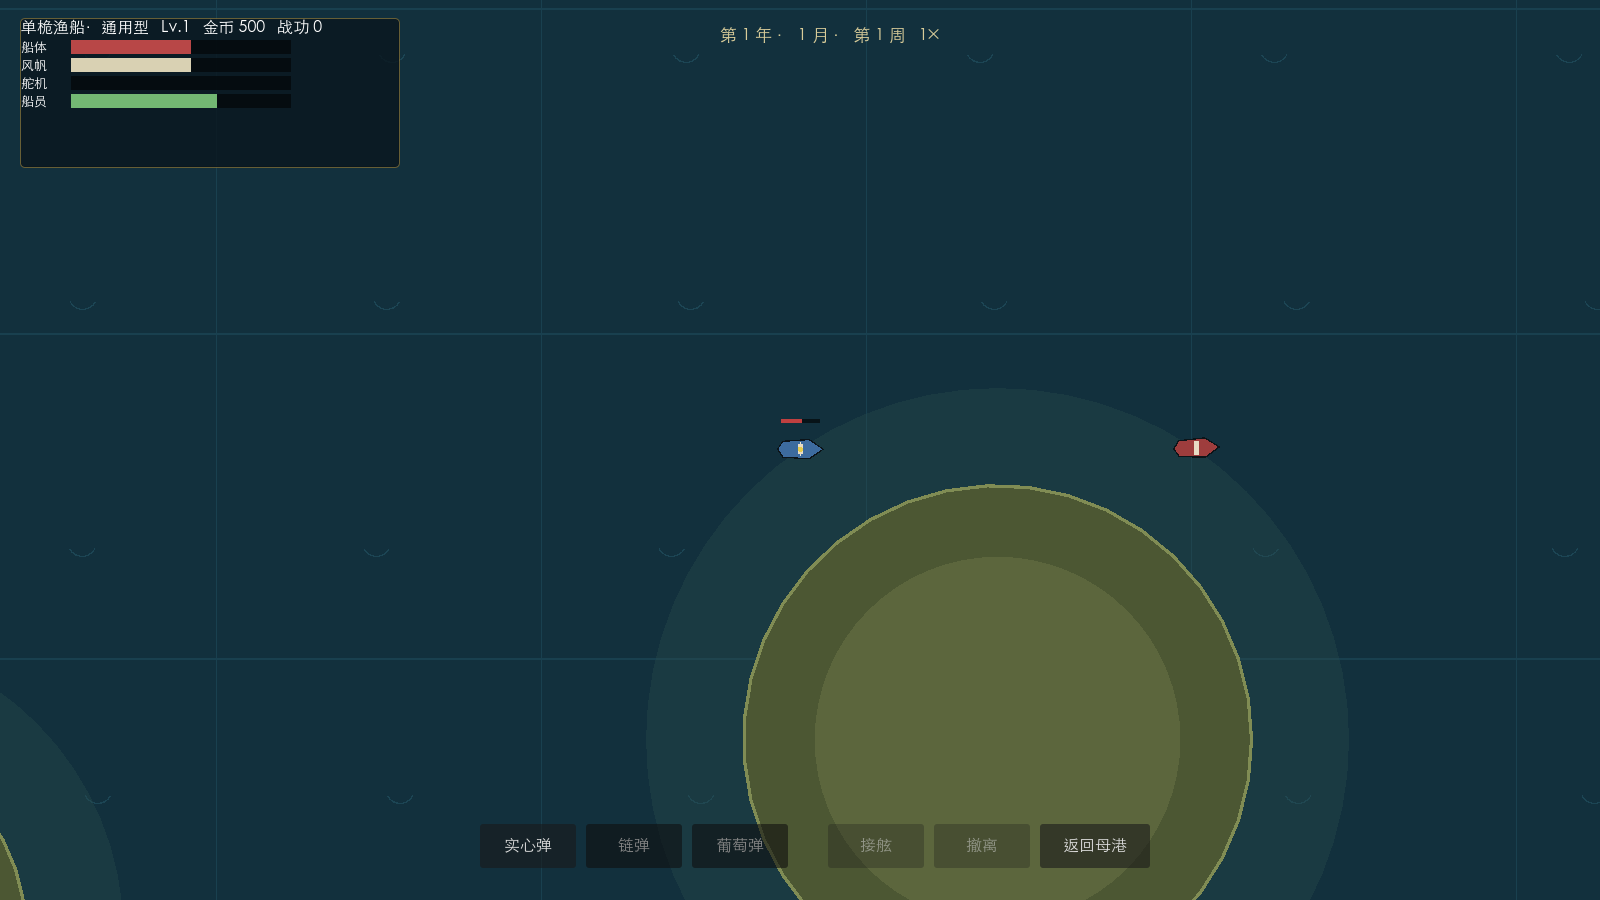 单桅渔船· 通用型 Lv.1 金币 500 战功 0
船体
风帆
舵机
船员
第 1 年 · 1 月 · 第 1 周 1×
实心弹 链弹 葡萄弹 接舷 撤离 返回母港